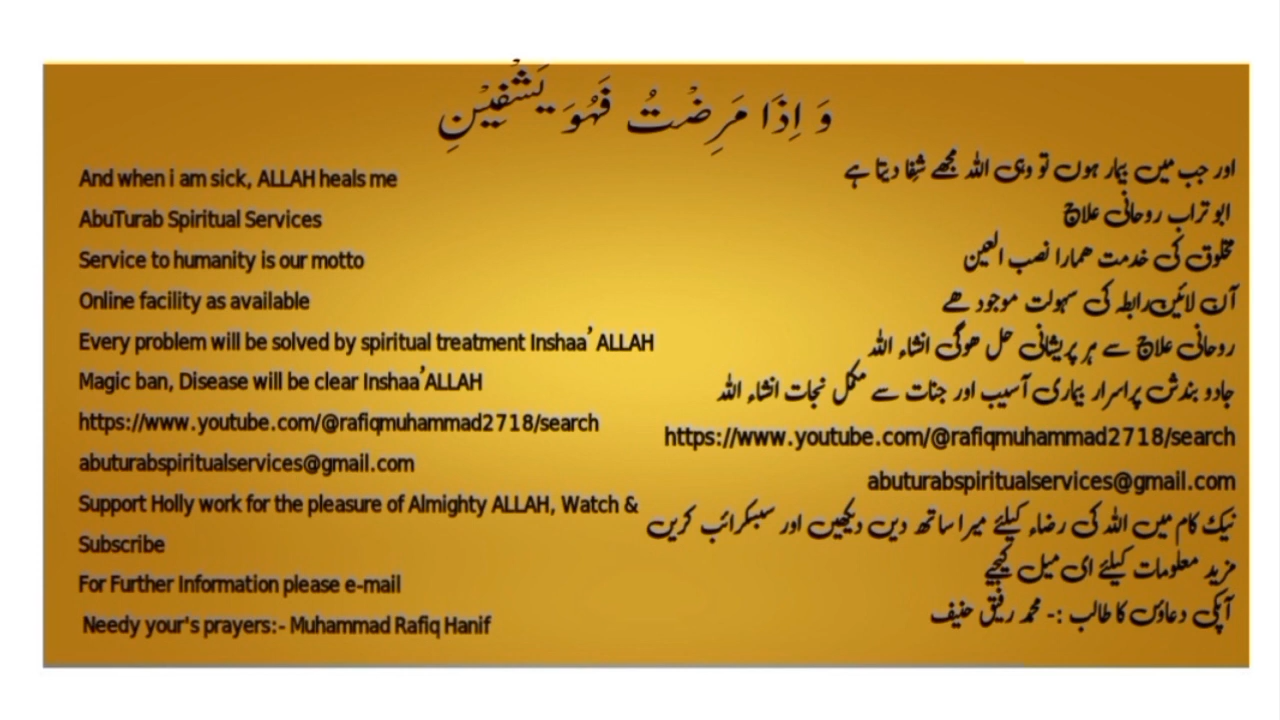 وَ اِذَا مَرِضْتُ فَهُوَ يَشْفِيْنِ
And when i am sick, ALLAH heals me
AbuTurab Spiritual Services
Service to humanity is our motto
Online facility as available
Every problem will be solved by spiritual treatment Inshaa’ ALLAH
Magic ban, Disease will be clear Inshaa’ALLAH
https://www.youtube.com/@rafiqmuhammad2718/search
abuturabspiritualservices@gmail.com
Support Holly work for the pleasure of Almighty ALLAH, Watch &
Subscribe
For Further Information please e-mail
Needy your's prayers:- Muhammad Rafiq Hanif
اور جب میں بیمار ہوں تو وہی اللہ مجھے شِفا دیتا ہے
ابو تراب روحانی علاج
مخلوق کی خدمت ھمارا نصب العین
آن لائین رابطہ کی سہولت موجود ھے
روحانی علاج سے ہر پریشانی حل ھوگی انشاء اللہ
جادو بندش پراسرار بیماری آسیب اور جنات سے مکمل نجات انشاء اللہ
https://www.youtube.com/@rafiqmuhammad2718/search
abuturabspiritualservices@gmail.com
نیک کام میں اللہ کی رضاء کیلئے میرا ساتھ دیں دیکھیں اور سبسکرائب کریں
مزید معلومات کیلئے ای میل کیجیے
آپکی دعاؤں کا طالب :- محمد رفیق حنیف